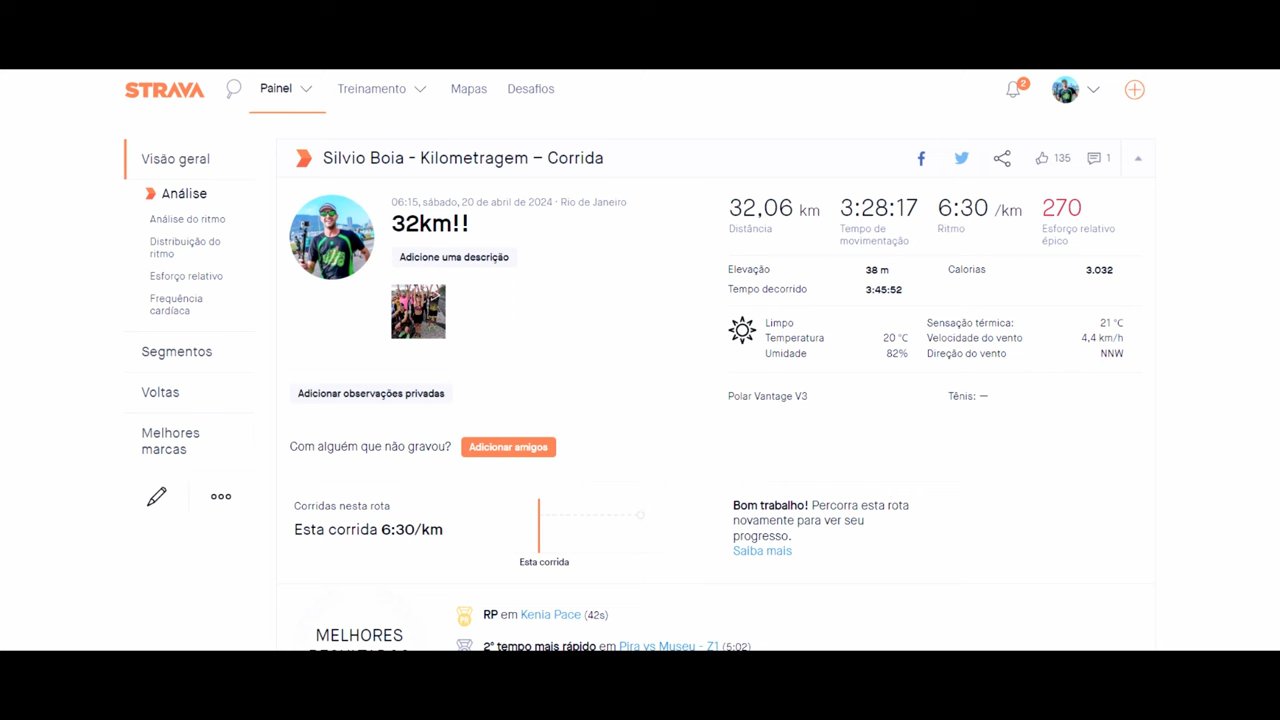 STRAVA
Painel
Treinamento
Mapas
Desafios
2
Visão geral
Análise
Análise do ritmo
Distribuição do
ritmo
Esforço relativo
Frequência
cardíaca
Segmentos
Voltas
Melhores
marcas
Silvio Boia - Kilometragem – Corrida
135
1
06:15, sábado, 20 de abril de 2024 · Rio de Janeiro
32km!!
Adicione uma descrição
Adicionar observações privadas
32,06 km
Distância
3:28:17
Tempo de
movimentação
6:30 /km
Ritmo
270
Esforço relativo
épico
Elevação 38 m
Calorias 3.032
Tempo decorrido 3:45:52
Limpo
Temperatura 20 °C
Umidade 82%
Sensação térmica: 21 °C
Velocidade do vento 4,4 km/h
Direção do vento NNW
Polar Vantage V3
Tênis: —
Com alguém que não gravou? Adicionar amigos
Corridas nesta rota
Esta corrida 6:30/km
Esta corrida
Bom trabalho! Percorra esta rota
novamente para ver seu
progresso.
Saiba mais
MELHORES
RESULTADOS
RP em Kenia Pace (42s)
2º tempo mais rápido em Pira vs Museu - Z1 (5:02)